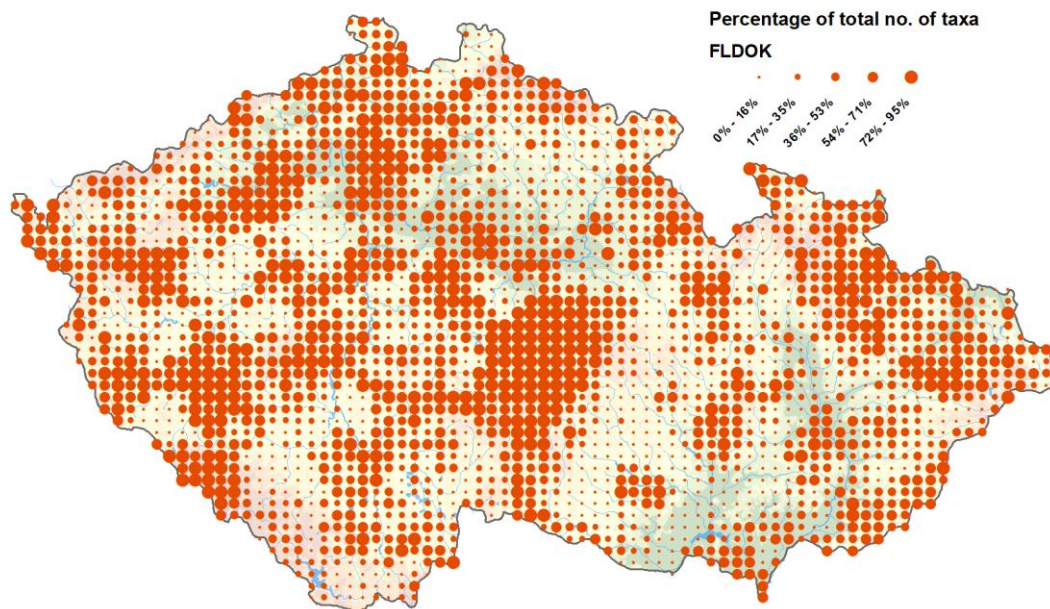 Percentage of total no. of taxa
FLDOK
0% - 16%
17% - 35%
36% - 53%
54% - 71%
72% - 95%